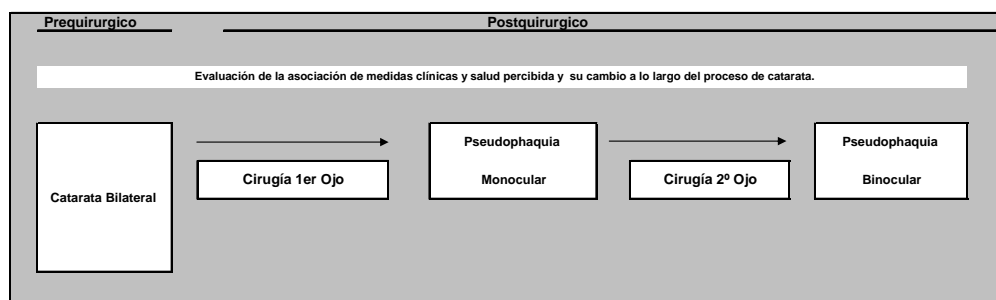 Prequirurgico
Postquirurgico
Evaluación de la asociación de medidas clínicas y salud percibida y su cambio a lo largo del proceso de catarata.
Catarata Bilateral
Cirugía 1er Ojo
Pseudophaquia
Monocular
Cirugía 2º Ojo
Pseudophaquia
Binocular